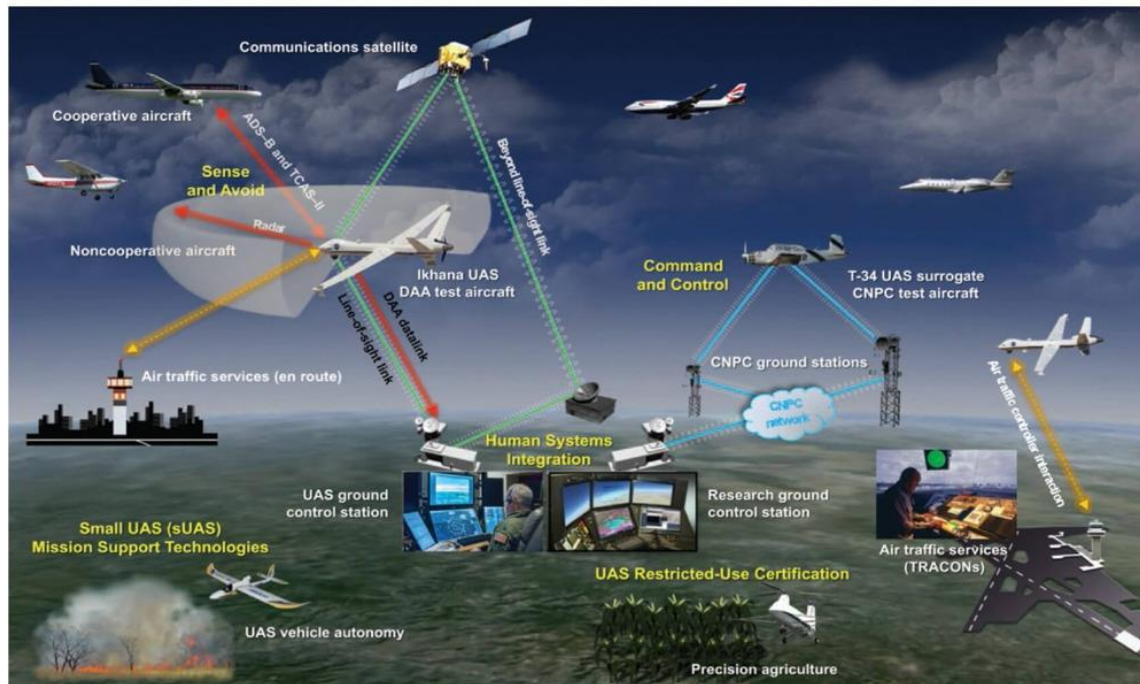 Communications satellite
Cooperative aircraft
ADS–B and TCAS–II
Sense
and Avoid
Radar
Noncooperative aircraft
Ikhana UAS
DAA test aircraft
Beyond line-of-sight link
Line-of-sight link
DAA datalink
Air traffic services (en route)
Command
and Control
T-34 UAS surrogate
CNPC test aircraft
CNPC ground stations
CNPC
network
Air traffic controller interaction
Human Systems
Integration
UAS ground
control station
Research ground
control station
Air traffic services
(TRACONs)
Small UAS (sUAS)
Mission Support Technologies
UAS vehicle autonomy
UAS Restricted-Use Certification
Precision agriculture